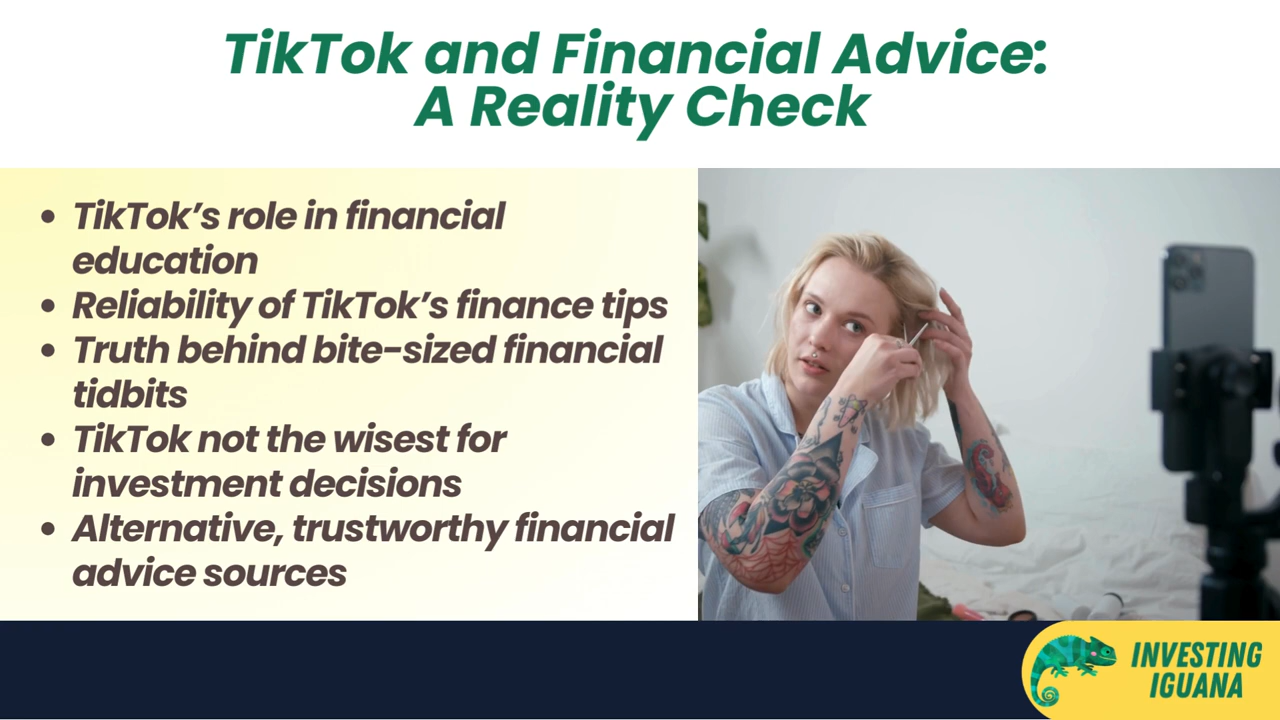 TikTok and Financial Advice:
A Reality Check
• TikTok’s role in financial
education
• Reliability of TikTok’s finance tips
• Truth behind bite-sized financial
tidbits
• TikTok not the wisest for
investment decisions
• Alternative, trustworthy financial
advice sources
INVESTING
IGUANA